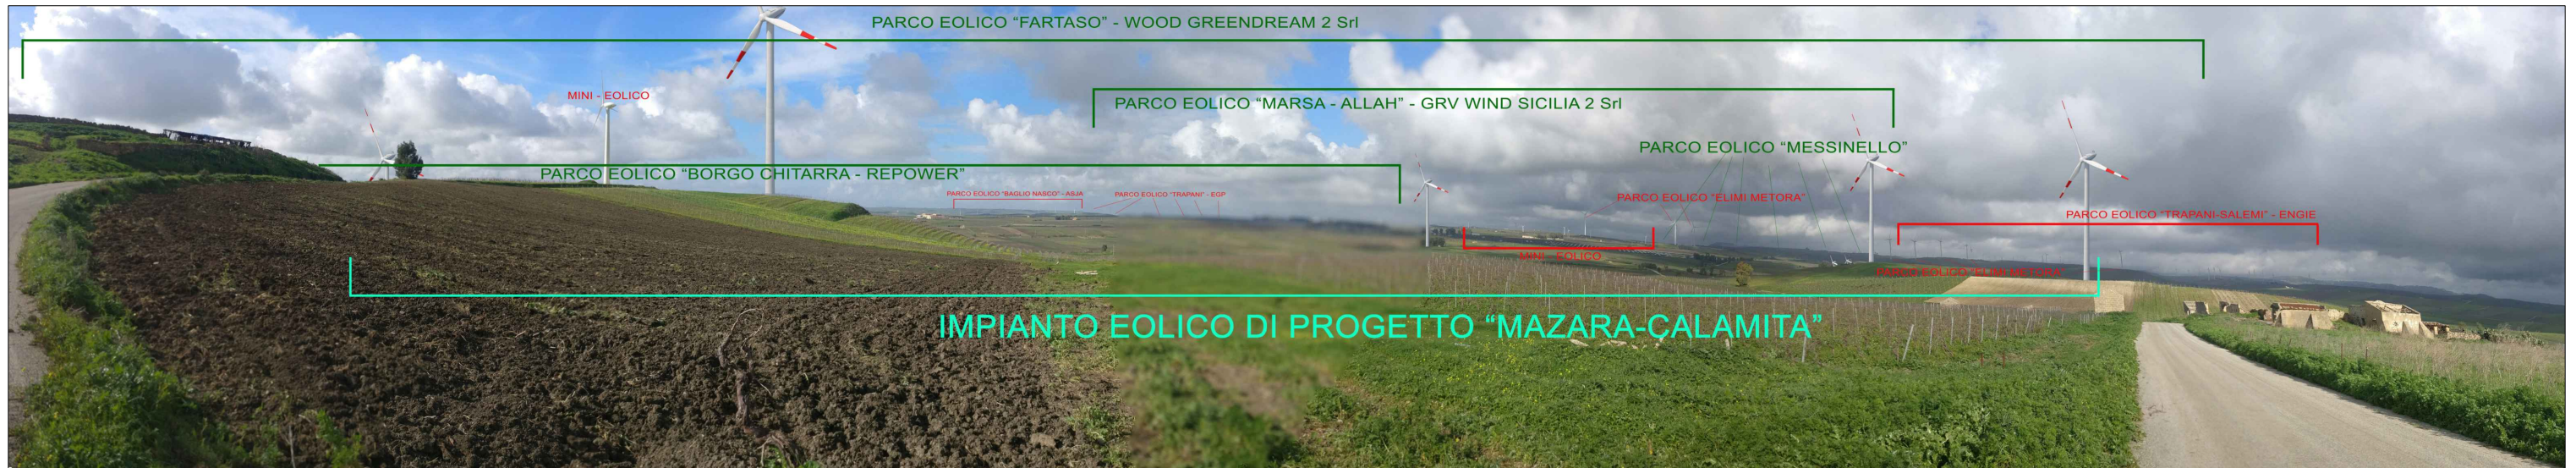 PARCO EOLICO “FARTASO” - WOOD GREENDREAM 2 Srl
MINI - EOLICO
PARCO EOLICO “MARSA - ALLAH” - GRV WIND SICILIA 2 Srl
PARCO EOLICO “MESSINELLO”
PARCO EOLICO “BORGO CHITARRA - REPOWER”
PARCO EOLICO “BAGLIO NASCO” - ASJA
PARCO EOLICO “TRAPANI” - EGP
PARCO EOLICO “ELIMI METORA”
PARCO EOLICO “TRAPANI-SALEMI” - ENGIE
MINI - EOLICO
PARCO EOLICO “ELIMI METORA”
IMPIANTO EOLICO DI PROGETTO “MAZARA-CALAMITA”